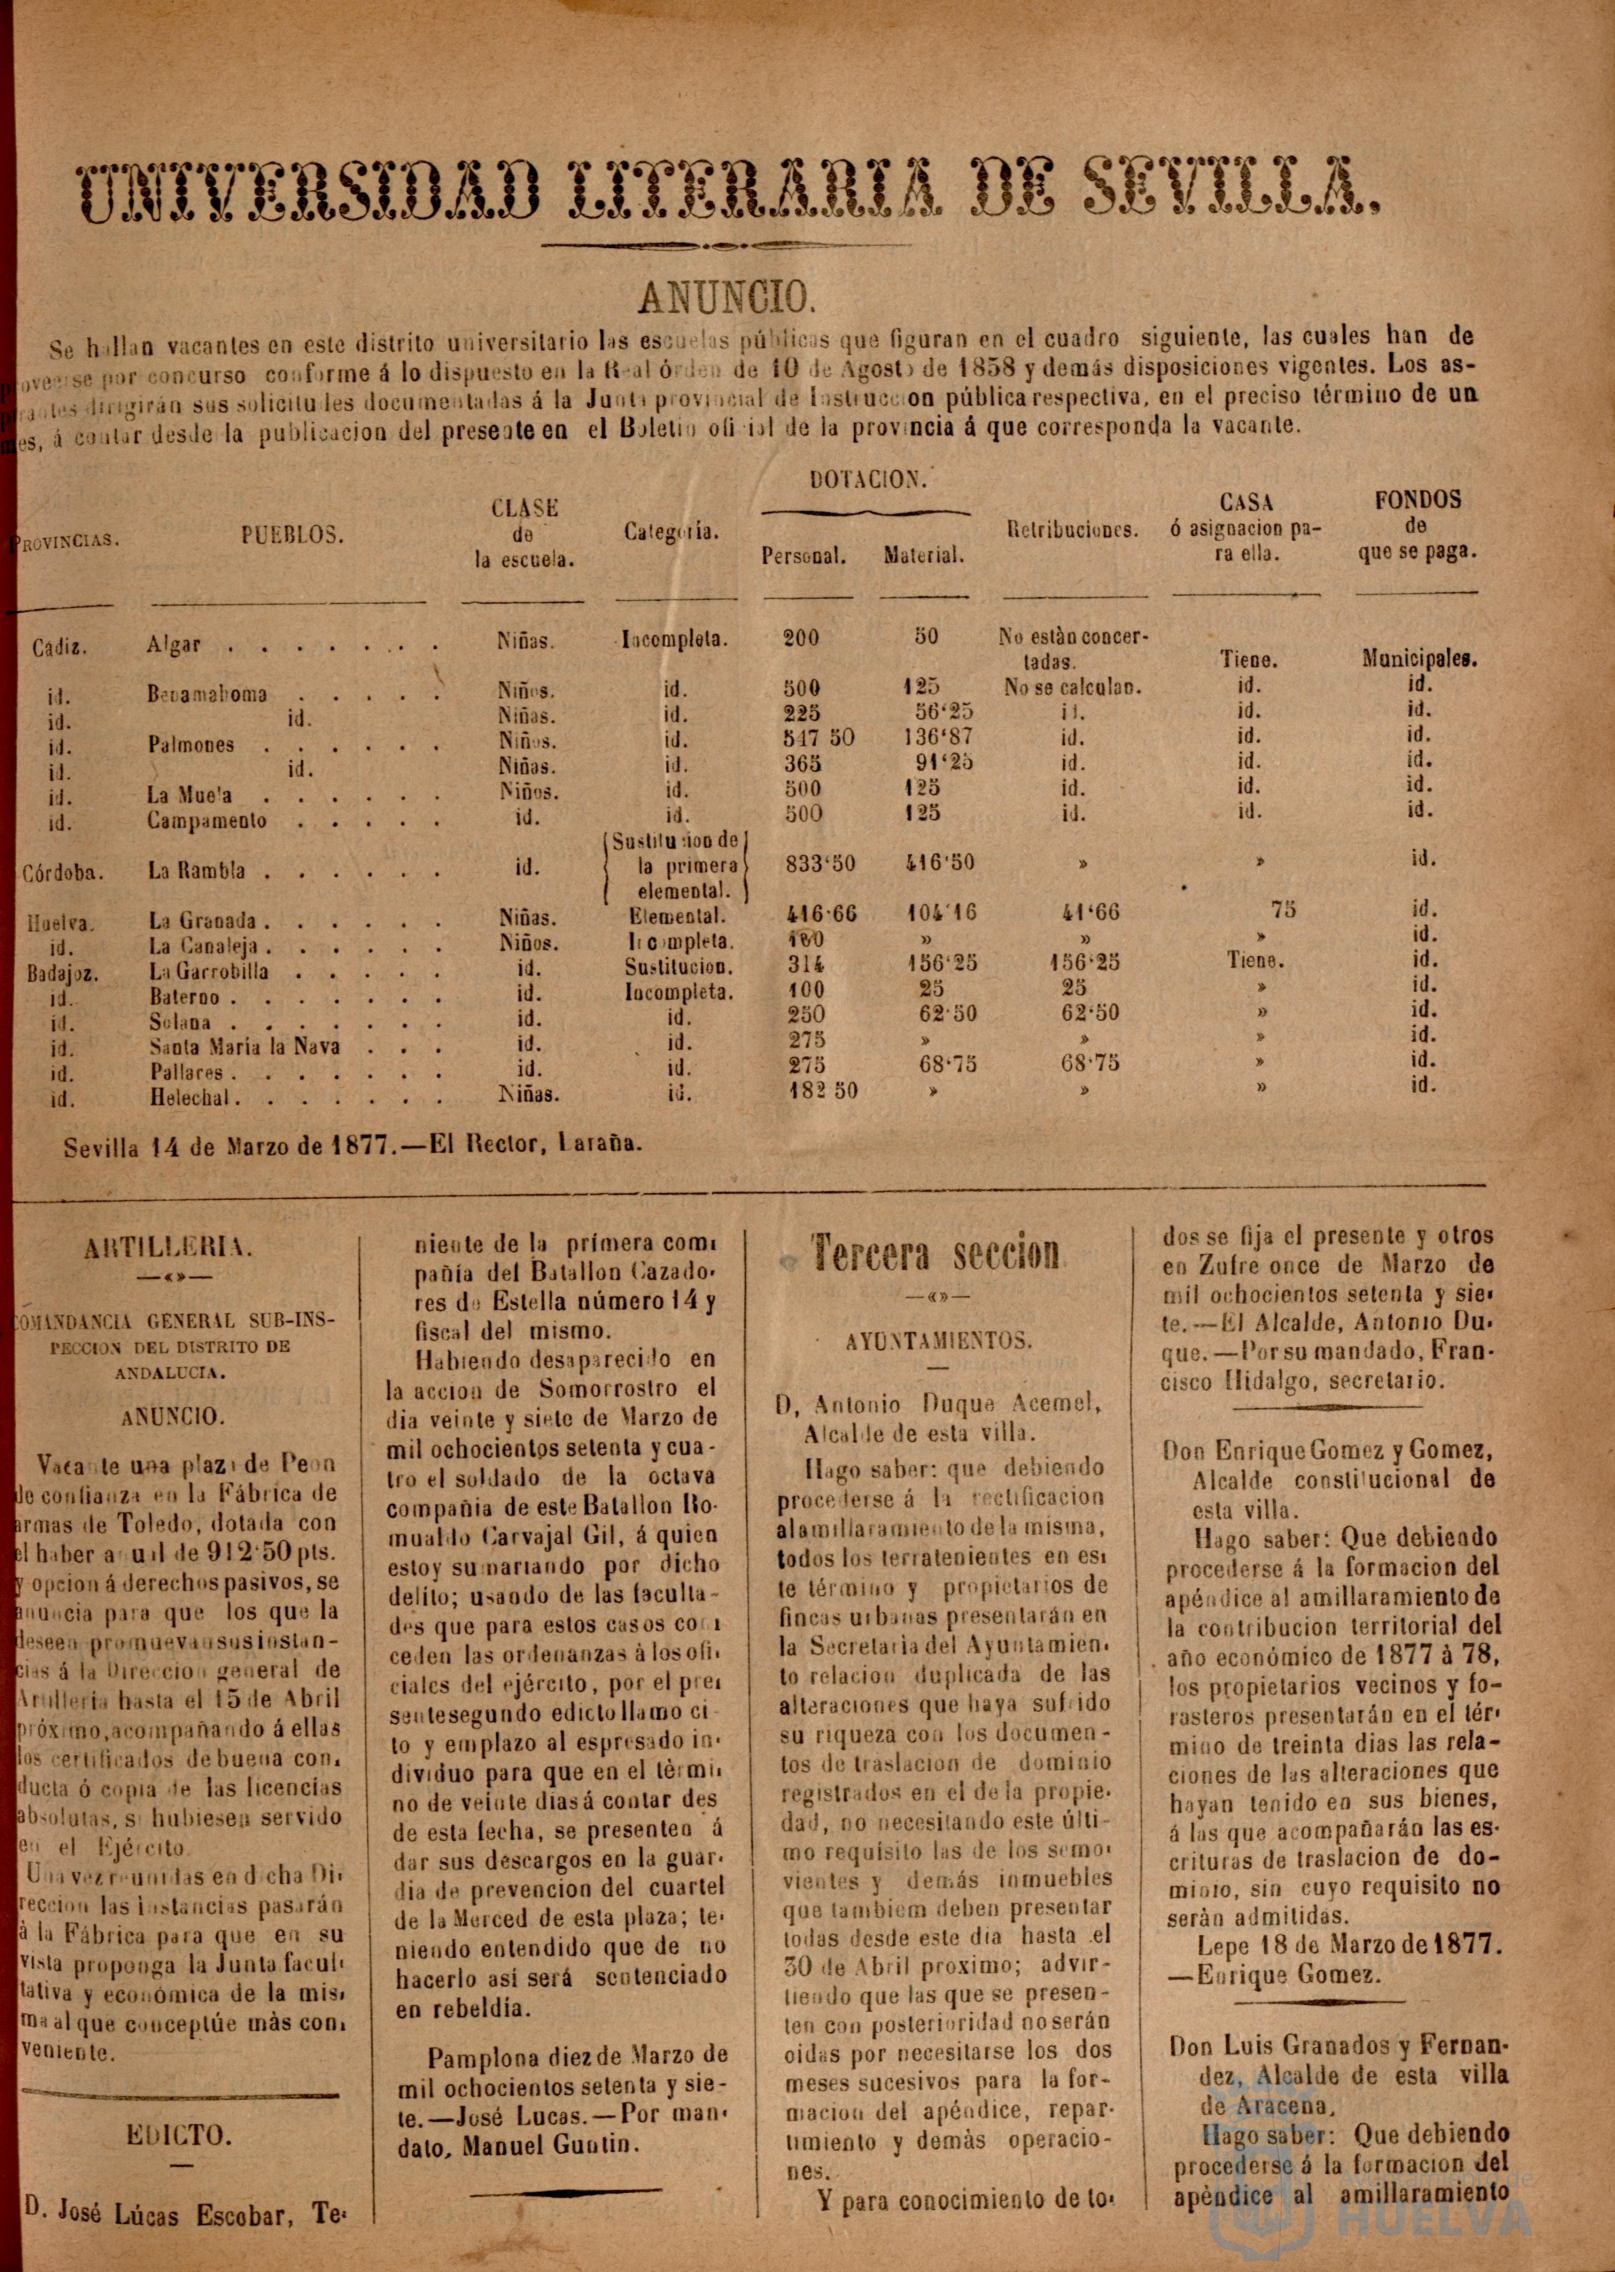 UNIVERSIDAD LITERARIA DE SEVILLA.
ANUNCIO.
Se hallan vacantes en este distrito universitario las escuelas públicas que figuran en el cuadro siguiente, las cuales han de
proveerse por concurso conforme á lo dispuesto en la Real órden de 10 de Agosto de 1858 y demás disposiciones vigentes. Los as-
pirantes dirigirán sus solicitudes documentadas á la Junta provincial de Instruccion pública respectiva, en el preciso término de un
mes, á contar desde la publicacion del presente en el Boletin oficial de la provincia á que corresponda la vacante.
PROVINCIAS. PUEBLOS. CLASE de la escuela. Categoría. DOTACION. Personal. Material. Retribuciones. CASA ó asignacion pa- ra ella. FONDOS de que se paga.
Cadiz. Algar . . . . . . . Niñas. Incompleta. 200 50 No estàn concer-
tadas. Tiene. Municipales.
id. Benamahoma . . . . . Niños. id. 500 125 No se calculan. id. id.
id. id. Niñas. id. 225 56'25 id. id. id.
id. Palmones . . . . . . Niños. id. 547 50 136'87 id. id. id.
id. id. Niñas. id. 365 91'25 id. id. id.
id. La Muela . . . . . . Niños. id. 500 125 id. id. id.
id. Campamento . . . . . id. id. 500 125 id. id. id.
Córdoba. La Rambla . . . . . . id. (Sustitucion de la primera elemental.) 833'50 416'50 » » id.
Huelva. La Granada . . . . . . Niñas. Elemental. 416.66 104'16 41'66 75 id.
id. La Canaleja . . . . . . Niños. Incompleta. 180 » » » id.
Badajoz. La Garrobilla . . . . . id. Sustitucion. 314 156'25 156'25 Tiene. id.
id. Baterno . . . . . . . id. Incompleta. 100 25 25 » id.
id. Solana . . . . . . . id. id. 250 62'50 62'50 » id.
id. Santa María la Nava . . . id. id. 275 » » » id.
id. Pallares . . . . . . . id. id. 275 68'75 68'75 » id.
id. Helechal . . . . . . . Niñas. id. 182 50 » » » id.
Sevilla 14 de Marzo de 1877.—El Rector, Laraña.
ARTILLERIA.
COMANDANCIA GENERAL SUB-INS-
PECCION DEL DISTRITO DE
ANDALUCIA.
ANUNCIO.
Vacante una plaza de Peon
de confianza en la Fábrica de
armas de Toledo, dotada con
el haber anual de 912'50 pts.
y opcion á derechos pasivos, se
anuncia para que los que la
deseen promuevan sus instan-
cias á la Direccion general de
Artilleria hasta el 15 de Abril
próximo, acompañando á ellas
los certificados de buena con-
ducta ó copia de las licencias
absolutas, si hubiesen servido
en el Ejército
Una vez reunidas en dicha Di-
reccion las instancias pasarán
à la Fábrica para que en su
vista proponga la Junta facul-
tativa y económica de la mis-
ma al que conceptúe màs con-
veniente.
EDICTO.
D. José Lúcas Escobar, Te-
niente de la primera com-
pañia del Batallon Cazado-
res de Estella número 14 y
fiscal del mismo.
Habiendo desaparecido en
la accion de Somorrostro el
dia veinte y siete de Marzo de
mil ochocientos setenta y cua-
tro el soldado de la octava
compañia de este Batallon Ro-
mualdo Carvajal Gil, á quien
estoy sumariando por dicho
delito; usando de las faculta-
des que para estos casos con-
ceden las ordenanzas à los ofi-
ciales del ejército, por el pre-
sente segundo edicto llamo ci-
to y emplazo al espresado in-
dividuo para que en el tèrmi-
no de veinte dias á contar des
de esta fecha, se presenten á
dar sus descargos en la guar-
dia de prevencion del cuartel
de la Merced de esta plaza; te-
niendo entendido que de no
hacerlo asi será sentenciado
en rebeldía.
Pamplona diez de Marzo de
mil ochocientos setenta y sie-
te.—José Lucas.—Por man-
dato, Manuel Guntin.
Tercera seccion
AYUNTAMIENTOS.
D, Antonio Duque Acemel,
Alcalde de esta villa.
Hago saber: que debiendo
procederse á la rectificacion
al amillaramiento de la misma,
todos los terratenientes en es-
te término y propietarios de
fincas urbanas presentarán en
la Secretaria del Ayuntamien-
to relacion duplicada de las
alteraciones que haya sufrido
su riqueza con los documen-
tos de traslacion de dominio
registrados en el de la propie-
dad, no necesitando este últi-
mo requisito las de los semo-
vientes y demás inmuebles
que tambiem deben presentar
todas desde este dia hasta el
30 de Abril proximo; advir-
tiendo que las que se presen-
ten con posterioridad no serán
oidas por necesitarse los dos
meses sucesivos para la for-
macion del apéndice, repar-
timiento y demàs operacio-
nes.
Y para conocimiento de to-
dos se fija el presente y otros
en Zufre once de Marzo de
mil ochocientos setenta y sie-
te.—El Alcalde, Antonio Du-
que.—Por su mandado, Fran-
cisco Hidalgo, secretario.
Don Enrique Gomez y Gomez,
Alcalde constitucional de
esta villa.
Hago saber: Que debiendo
procederse á la formacion del
apéndice al amillaramiento de
la contribucion territorial del
año económico de 1877 à 78,
los propietarios vecinos y fo-
rasteros presentarán en el tér-
mino de treinta dias las rela-
ciones de las alteraciones que
hayan tenido en sus bienes,
á las que acompañarán las es-
crituras de traslacion de do-
minio, sin cuyo requisito no
seràn admitidas.
Lepe 18 de Marzo de 1877.
—Enrique Gomez.
Don Luis Granados y Fernan-
dez, Alcalde de esta villa
de Aracena.
Hago saber: Que debiendo
procederse á la formacion del
apèndice al amillaramiento
HUELVA